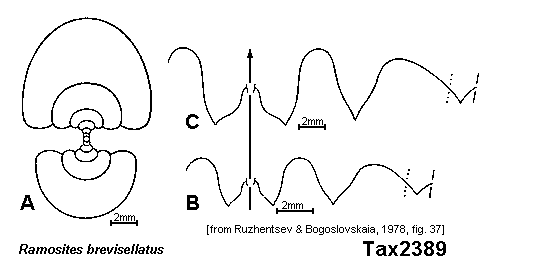 C
2mm
A
2mm
B
2mm
[from Ruzhentsev & Bogoslovskaia, 1978, fig. 37]
Ramosites brevisellatus
Tax2389